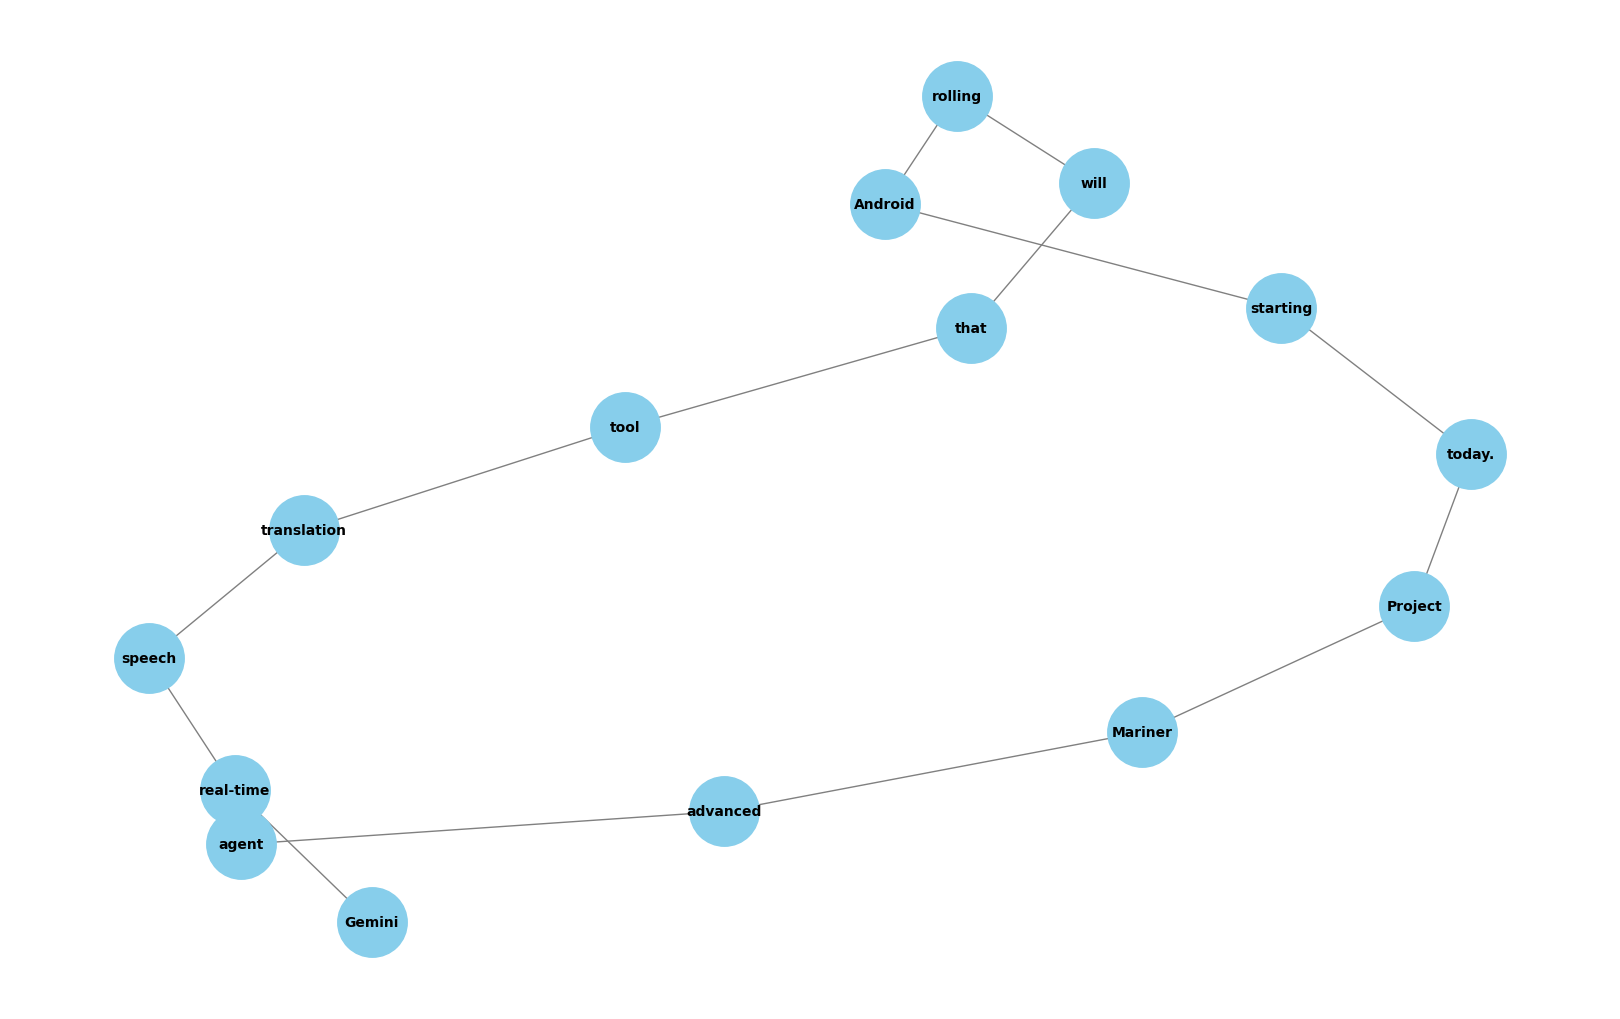 rolling
will
Android
starting
that
tool
today.
translation
Project
speech
Mariner
real-time
advanced
agent
Gemini